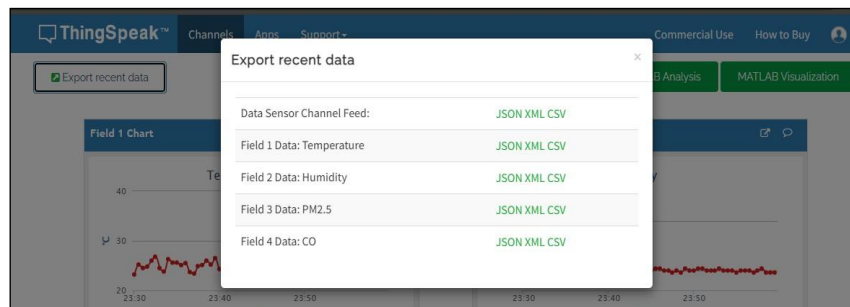 ThingSpeak™ Channels Apps Support Commercial Use How to Buy
Export recent data
Export recent data ×
Analysis MATLAB Visualization
Data Sensor Channel Feed: JSON XML CSV
Field 1 Data: Temperature JSON XML CSV
Field 2 Data: Humidity JSON XML CSV
Field 3 Data: PM2.5 JSON XML CSV
Field 4 Data: CO JSON XML CSV
Field 1 Chart
40
30
20
23:30 23:40 23:50
23:30 23:40 23:50